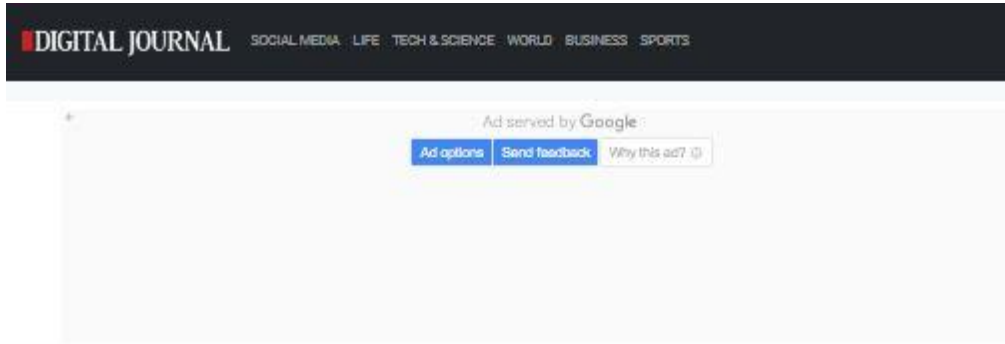 DIGITAL JOURNAL SOCIAL MEDIA LIFE TECH & SCIENCE WORLD BUSINESS SPORTS
Ad served by Google
Ad options Send feedback Why this ad?